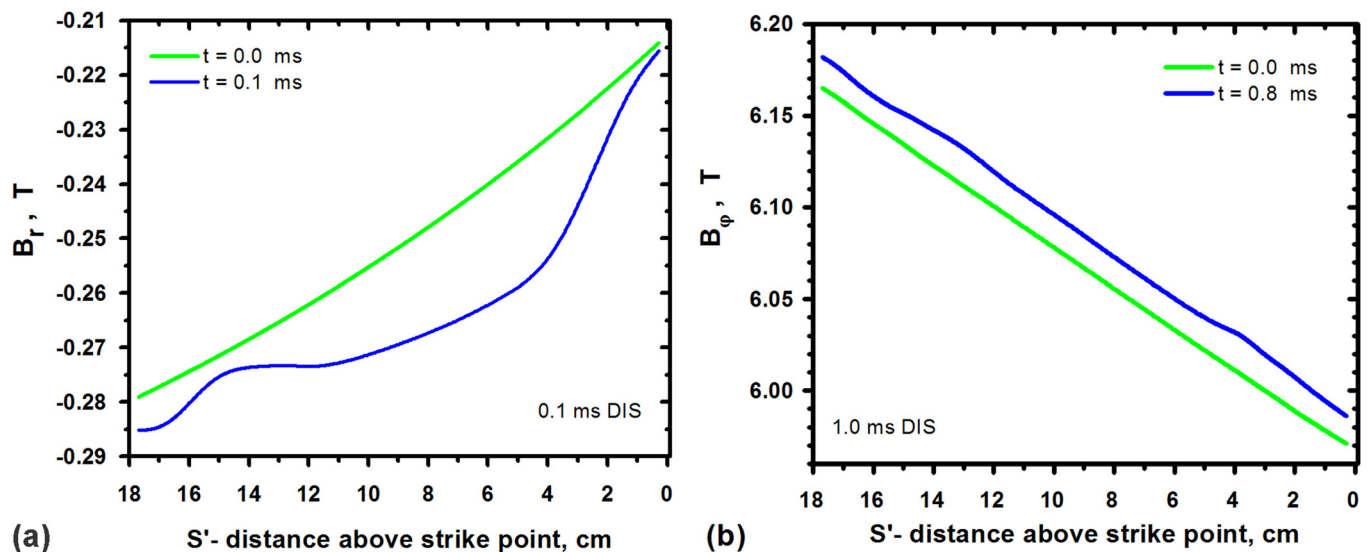 -0.21
-0.22
-0.23
-0.24
-0.25
-0.26
-0.27
-0.28
-0.29
B_r , T
t = 0.0 ms
t = 0.1 ms
0.1 ms DIS
18 16 14 12 10 8 6 4 2 0
(a) S'- distance above strike point, cm
6.20
6.15
6.10
6.05
6.00
B_φ , T
t = 0.0 ms
t = 0.8 ms
1.0 ms DIS
18 16 14 12 10 8 6 4 2 0
(b) S'- distance above strike point, cm